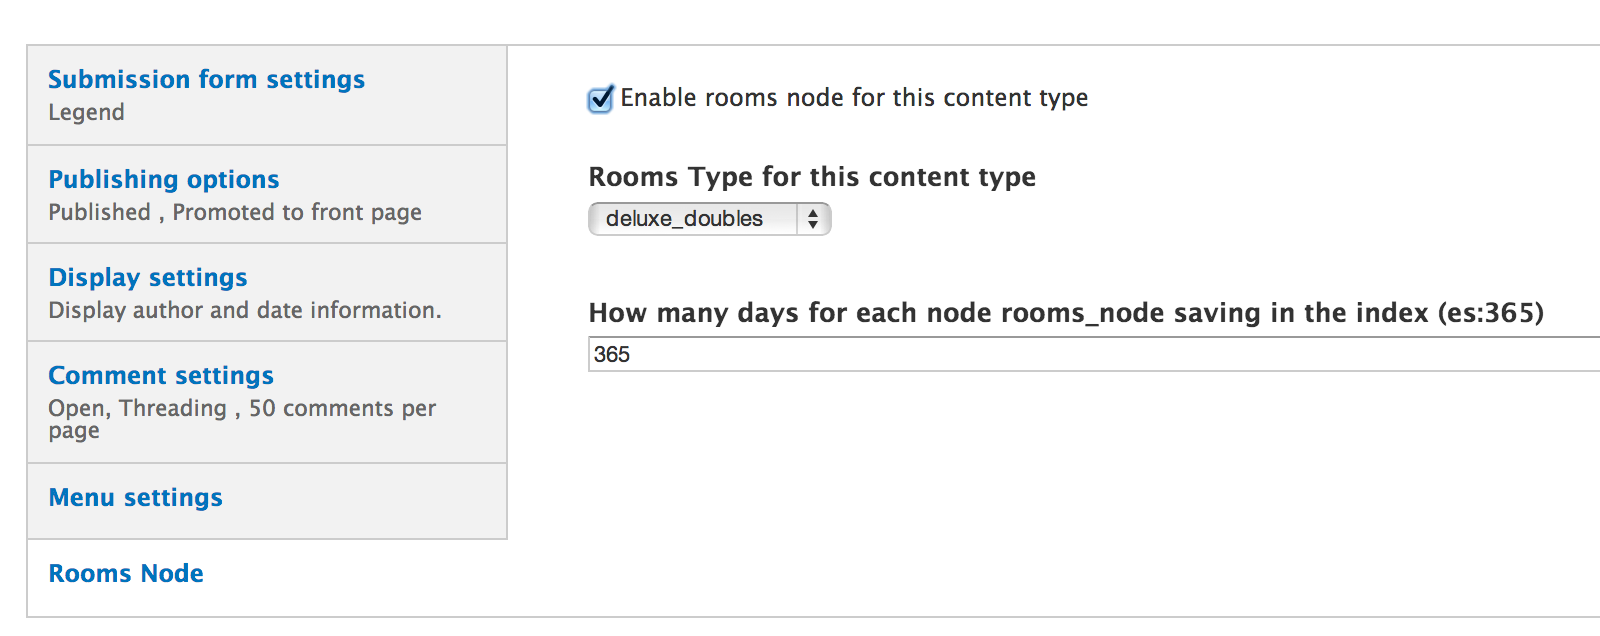 Submission form settings
Legend
Publishing options
Published , Promoted to front page
Display settings
Display author and date information.
Comment settings
Open, Threading , 50 comments per
page
Menu settings
Rooms Node
Enable rooms node for this content type
Rooms Type for this content type
deluxe_doubles
How many days for each node rooms_node saving in the index (es:365)
365